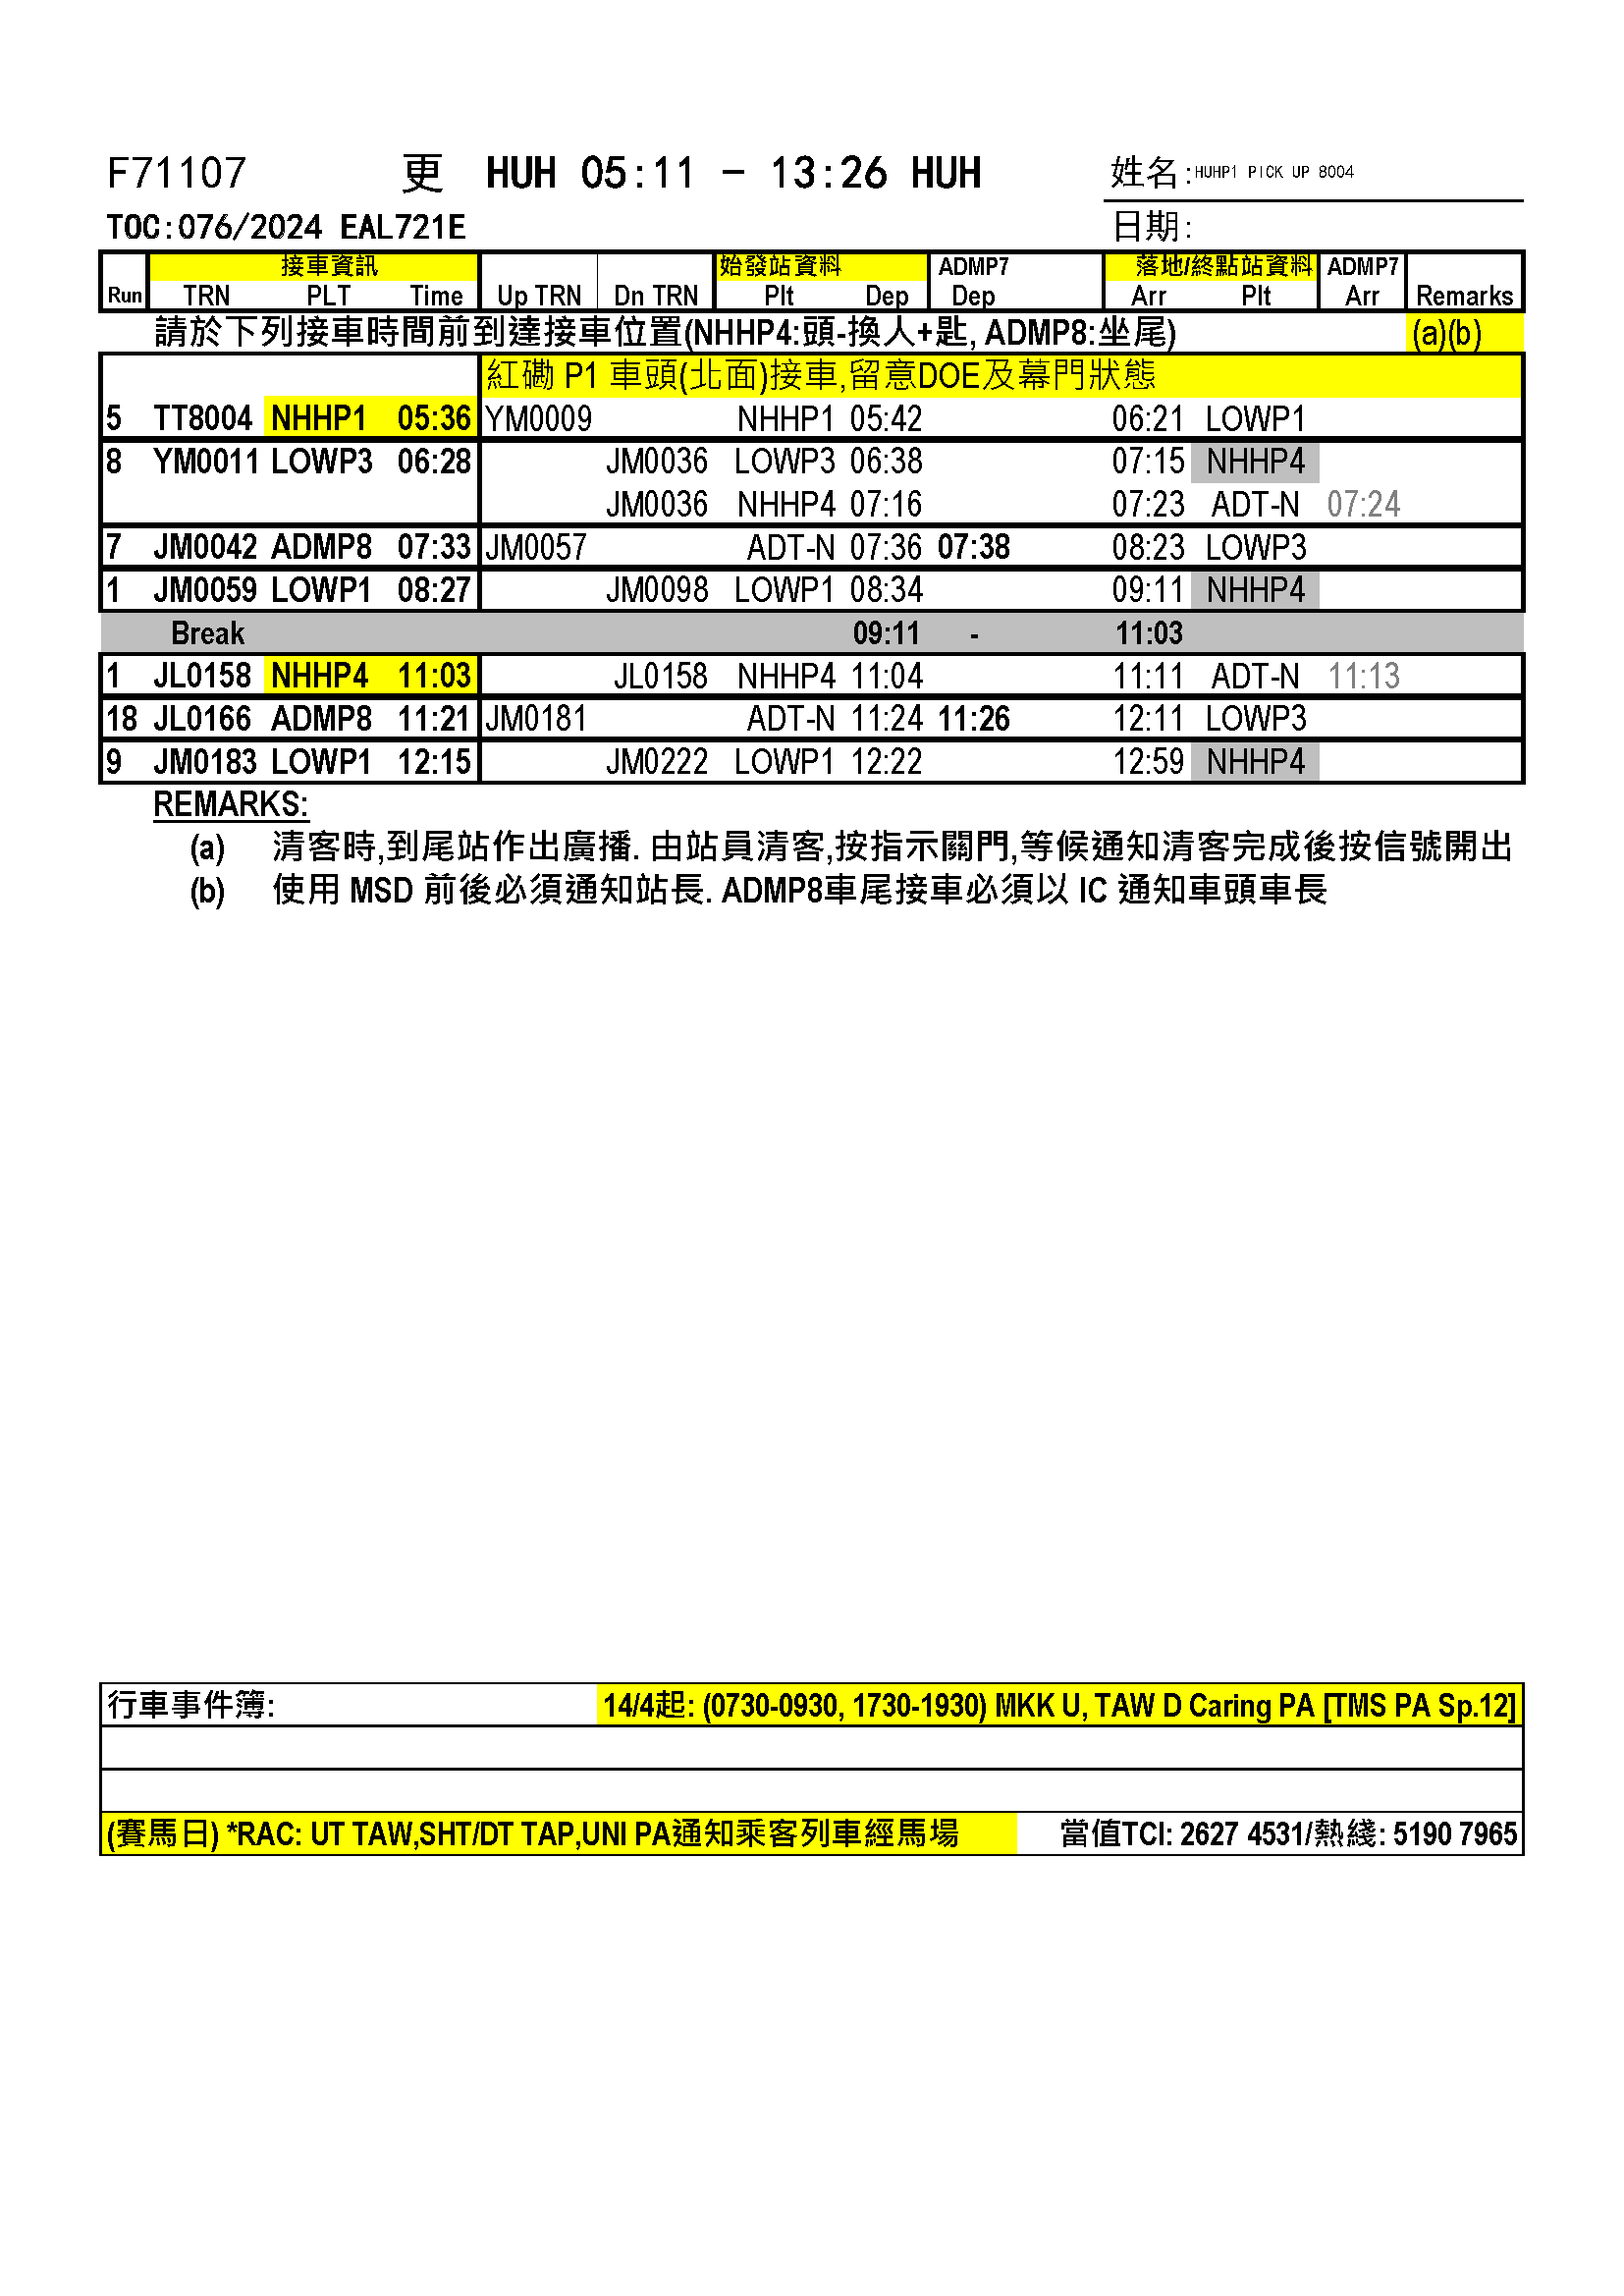 F71107 更 HUH 05:11 - 13:26 HUH 姓名:HUHP1 PICK UP 8004
TOC:076/2024 EAL721E 日期:
接車資訊 始發站資料 ADMP7 落地/終點站資料 ADMP7
Run TRN PLT Time Up TRN Dn TRN Plt Dep Dep Arr Plt Arr Remarks
請於下列接車時間前到達接車位置(NHHP4:頭-換人+匙, ADMP8:坐尾) (a)(b)
紅磡 P1 車頭(北面)接車,留意DOE及幕門狀態
5 TT8004 NHHP1 05:36 YM0009 NHHP1 05:42 06:21 LOWP1
8 YM0011 LOWP3 06:28 JM0036 LOWP3 06:38 07:15 NHHP4
JM0036 NHHP4 07:16 07:23 ADT-N 07:24
7 JM0042 ADMP8 07:33 JM0057 ADT-N 07:36 07:38 08:23 LOWP3
1 JM0059 LOWP1 08:27 JM0098 LOWP1 08:34 09:11 NHHP4
Break 09:11 - 11:03
1 JL0158 NHHP4 11:03 JL0158 NHHP4 11:04 11:11 ADT-N 11:13
18 JL0166 ADMP8 11:21 JM0181 ADT-N 11:24 11:26 12:11 LOWP3
9 JM0183 LOWP1 12:15 JM0222 LOWP1 12:22 12:59 NHHP4
REMARKS:
(a) 清客時,到尾站作出廣播. 由站員清客,按指示關門,等候通知清客完成後按信號開出
(b) 使用 MSD 前後必須通知站長. ADMP8車尾接車必須以 IC 通知車頭車長
行車事件簿: 14/4起: (0730-0930, 1730-1930) MKK U, TAW D Caring PA [TMS PA Sp.12]
(賽馬日) *RAC: UT TAW,SHT/DT TAP,UNI PA通知乘客列車經馬場 當值TCI: 2627 4531/熱綫: 5190 7965